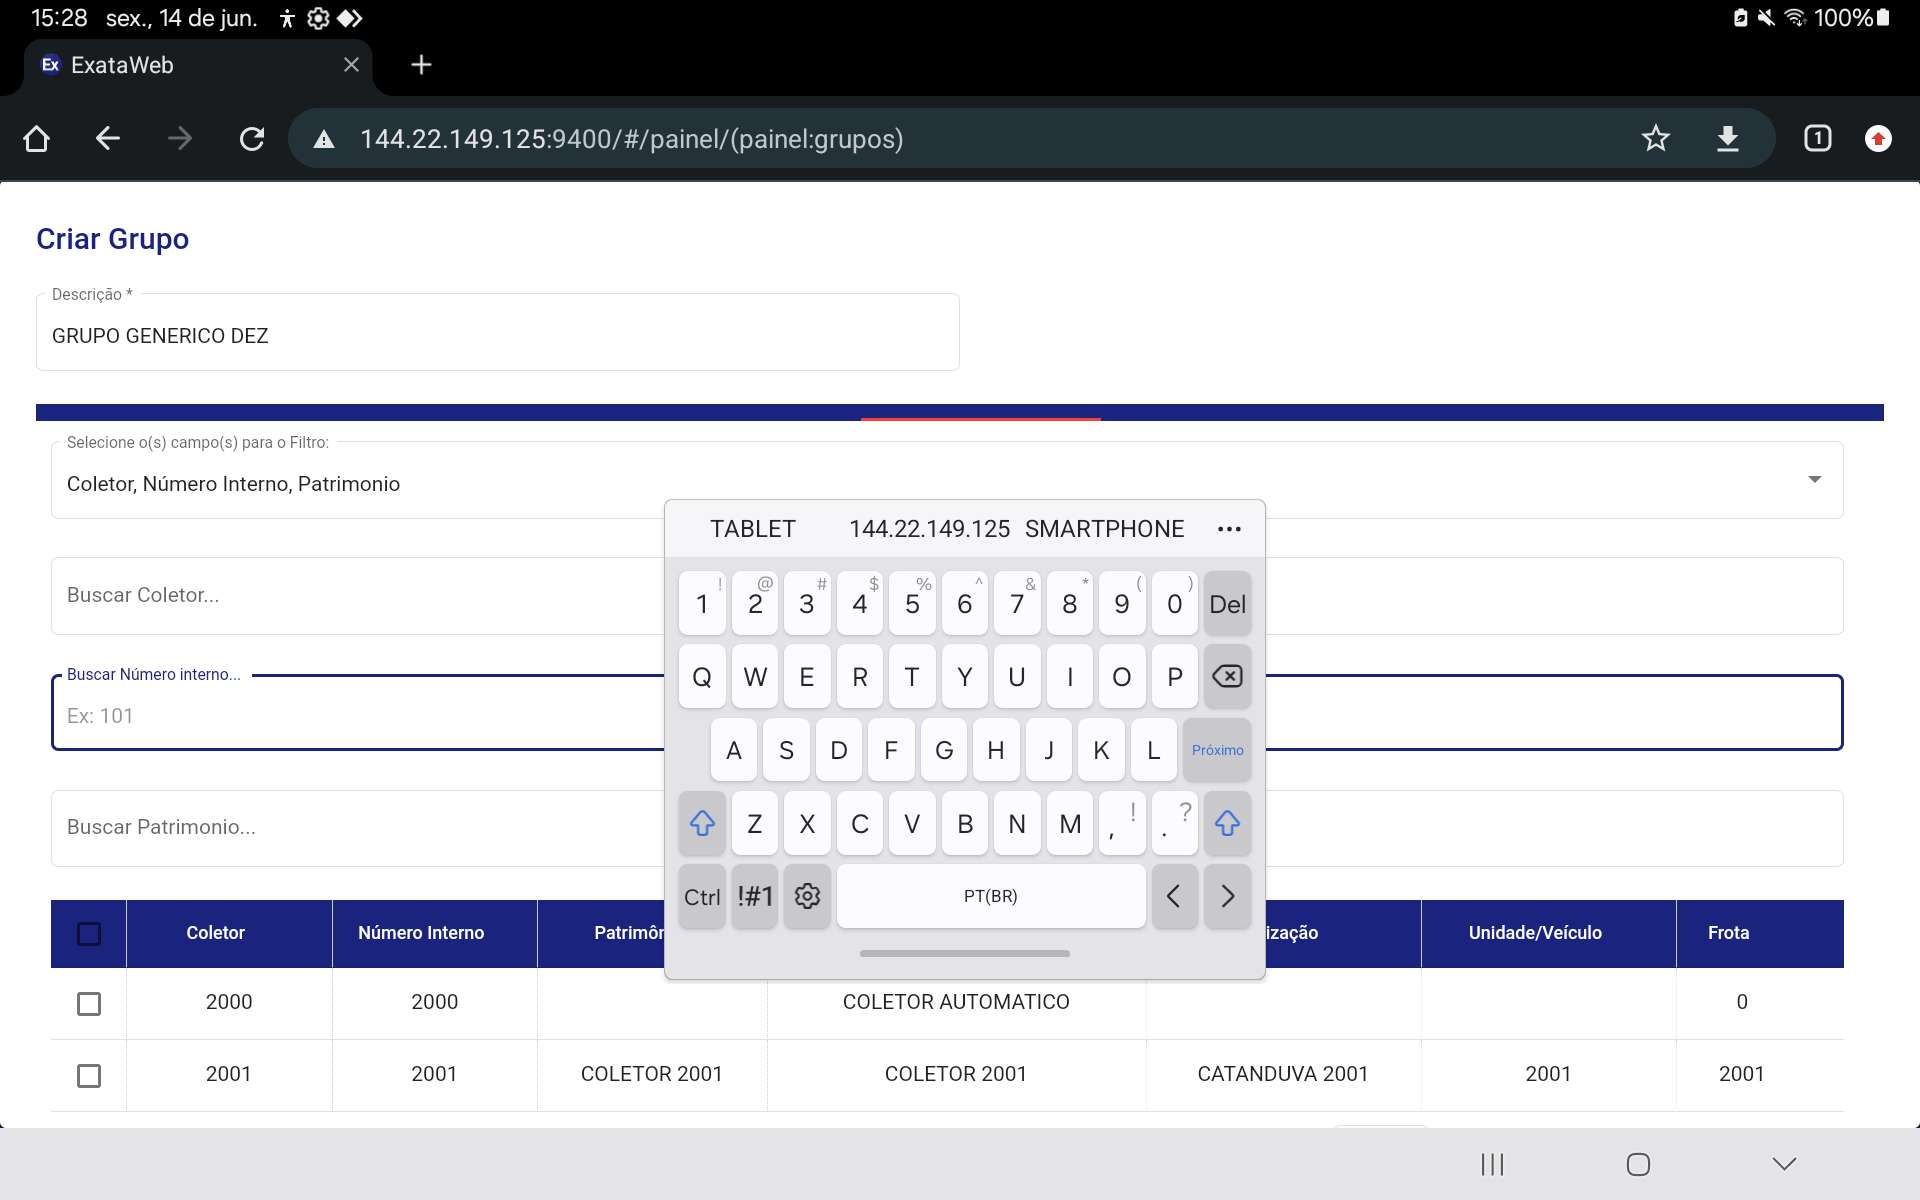 15:28 sex., 14 de jun. 100%
Ex ExataWeb
144.22.149.125:9400/#/painel/(painel:grupos) 1
Criar Grupo
Descrição *
GRUPO GENERICO DEZ
Selecione o(s) campo(s) para o Filtro:
Coletor, Número Interno, Patrimonio
TABLET 144.22.149.125 SMARTPHONE
Buscar Coletor...
! @ # $ % ^ & * ( )
1 2 3 4 5 6 7 8 9 0 Del
Buscar Número interno...
Q W E R T Y U I O P
Ex: 101
A S D F G H J K L Próximo
Buscar Patrimonio...
Z X C V B N M , ! . ?
Ctrl !#1 PT(BR) < >
Coletor Número Interno Patrimôn ização Unidade/Veículo Frota
2000 2000 COLETOR AUTOMATICO 0
2001 2001 COLETOR 2001 COLETOR 2001 CATANDUVA 2001 2001 2001